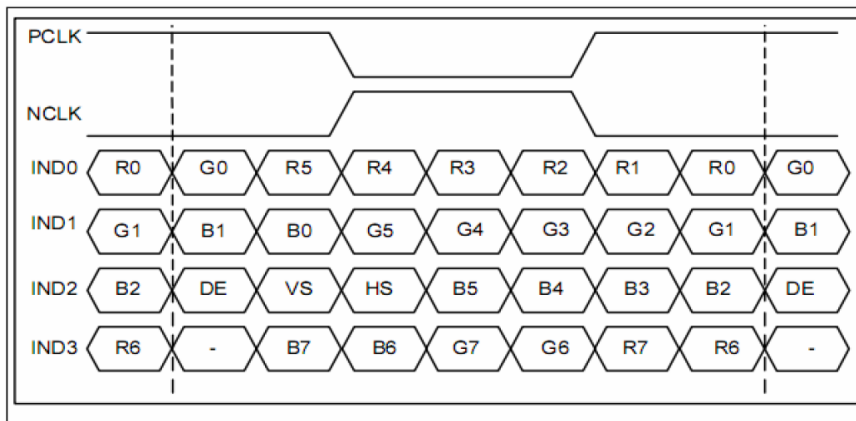 PCLK
NCLK
IND0 R0 G0 R5 R4 R3 R2 R1 R0 G0
IND1 G1 B1 B0 G5 G4 G3 G2 G1 B1
IND2 B2 DE VS HS B5 B4 B3 B2 DE
IND3 R6 - B7 B6 G7 G6 R7 R6 -